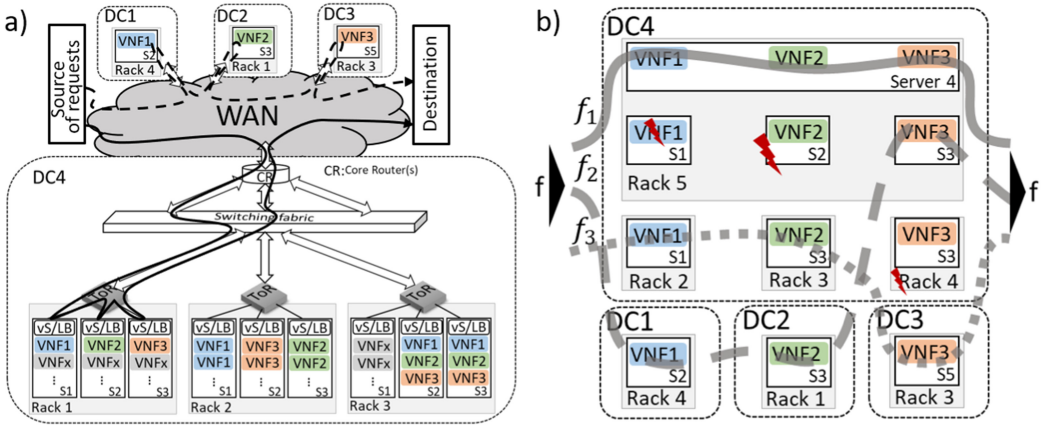 a)
DC1
VNF1
S2
Rack 4
DC2
VNF2
S3
Rack 1
DC3
VNF3
S5
Rack 3
Source
of requests
Destination
WAN
DC4
CR
CR:Core Router(s)
Switching fabric
ToR
ToR
ToR
vS/LB vS/LB vS/LB
VNF1 VNF2 VNF3
VNFx VNFx VNFx
⋮ ⋮ ⋮
S1 S2 S3
Rack 1
vS/LB vS/LB vS/LB
VNF1 VNF3 VNF2
VNF1 VNF3 VNF2
⋮ ⋮ ⋮
S1 S2 S3
Rack 2
vS/LB vS/LB vS/LB
VNFx VNF1 VNF1
VNFx VNF2 VNF2
⋮ VNF3 VNF3
S1 S2 S3
Rack 3
b)
DC4
VNF1 VNF2 VNF3
Server 4
f1
VNF1 VNF2 VNF3
S1 S2 S3
Rack 5
f f2 f
f3
VNF1 VNF2 VNF3
S1 S3 S3
Rack 2 Rack 3 Rack 4
DC1 DC2 DC3
VNF1 VNF2 VNF3
S2 S3 S5
Rack 4 Rack 1 Rack 3